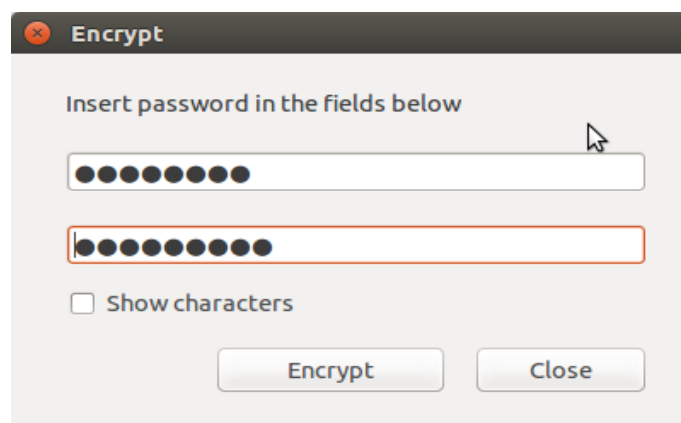 Encrypt
Insert password in the fields below
●●●●●●●●
●●●●●●●●●
Show characters
Encrypt Close